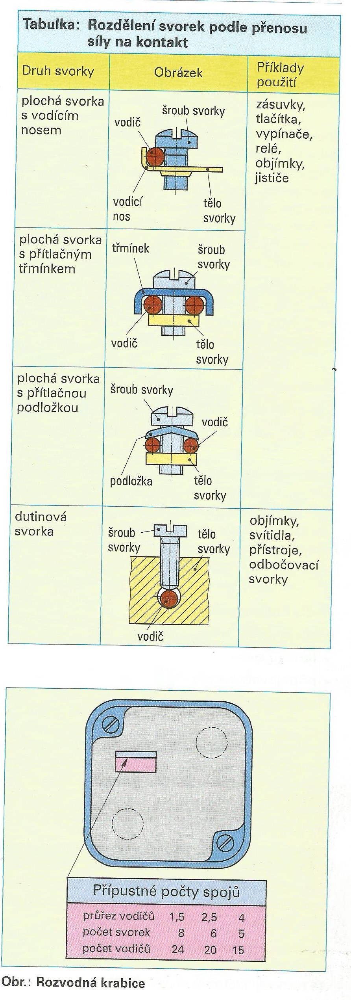 Tabulka: Rozdělení svorek podle přenosu
síly na kontakt
Druh svorky
Obrázek
Příklady
použití
plochá svorka
s vodícím
nosem
vodič
šroub svorky
vodicí
nos
tělo
svorky
zásuvky,
tlačítka,
vypínače,
relé,
objímky,
jističe
plochá svorka
s přítlačným
třmínkem
třmínek
šroub
svorky
vodič
tělo
svorky
plochá svorka
s přítlačnou
podložkou
šroub svorky
vodič
podložka
tělo
svorky
dutinová
svorka
šroub
svorky
tělo
svorky
vodič
objímky,
svítidla,
přístroje,
odbočovací
svorky
Přípustné počty spojů
průřez vodičů 1,5 2,5 4
počet svorek 8 6 5
počet vodičů 24 20 15
Obr.: Rozvodná krabice